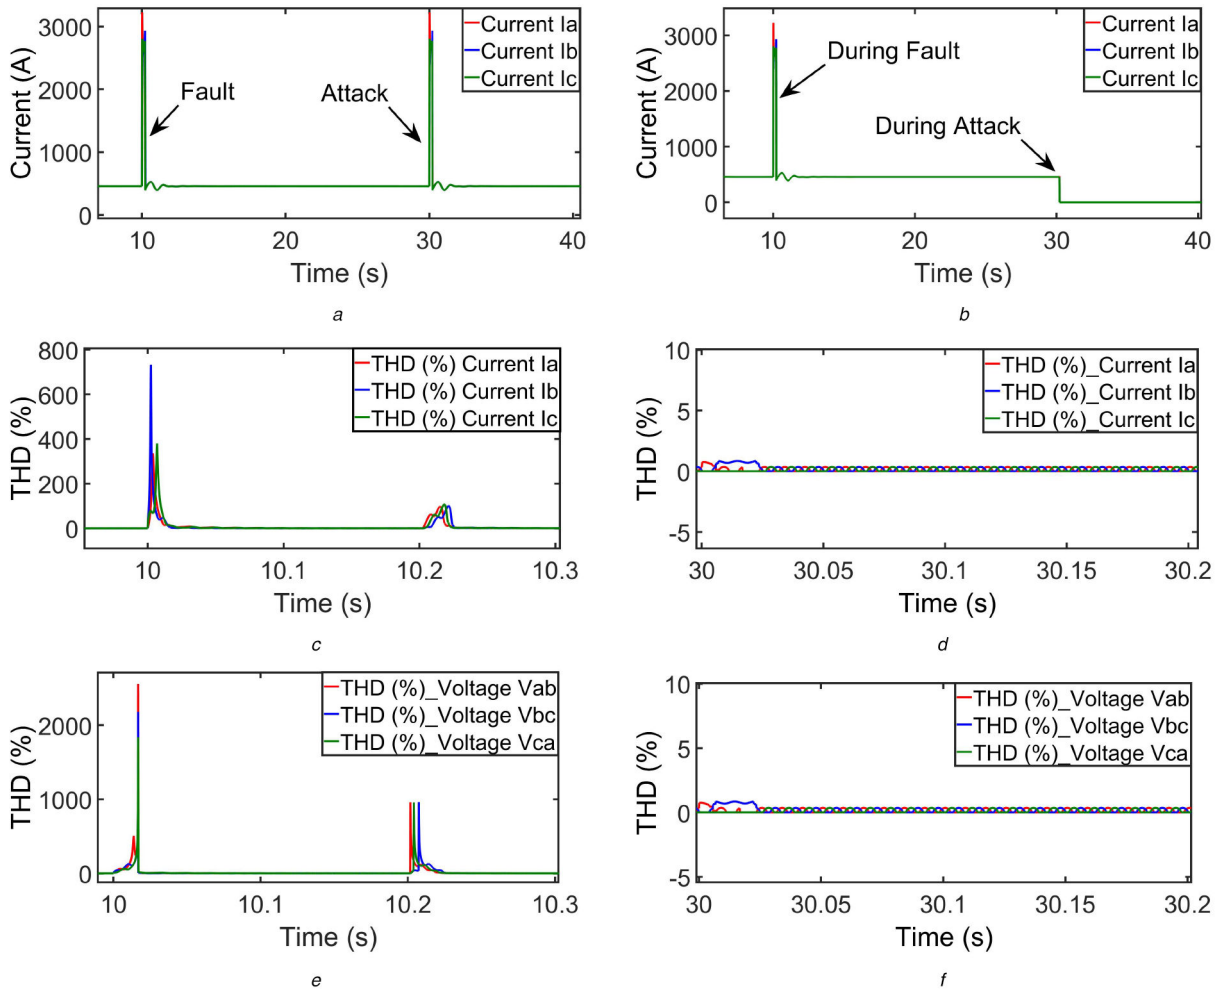 3000
2000
1000
0
Current (A)
Current Ia
Current Ib
Current Ic
Fault
Attack
10
20
30
40
Time (s)
a
3000
2000
1000
0
Current (A)
Current Ia
Current Ib
Current Ic
During Fault
During Attack
10
20
30
40
Time (s)
b
800
600
400
200
0
THD (%)
THD (%) Current Ia
THD (%) Current Ib
THD (%) Current Ic
10
10.1
10.2
10.3
Time (s)
c
10
5
0
-5
THD (%)
THD (%)_Current Ia
THD (%)_Current Ib
THD (%)_Current Ic
30
30.05
30.1
30.15
30.2
Time (s)
d
2000
1000
0
THD (%)
THD (%)_Voltage Vab
THD (%)_Voltage Vbc
THD (%)_Voltage Vca
10
10.1
10.2
10.3
Time (s)
e
10
5
0
-5
THD (%)
THD (%)_Voltage Vab
THD (%)_Voltage Vbc
THD (%)_Voltage Vca
30
30.05
30.1
30.15
30.2
Time (s)
f